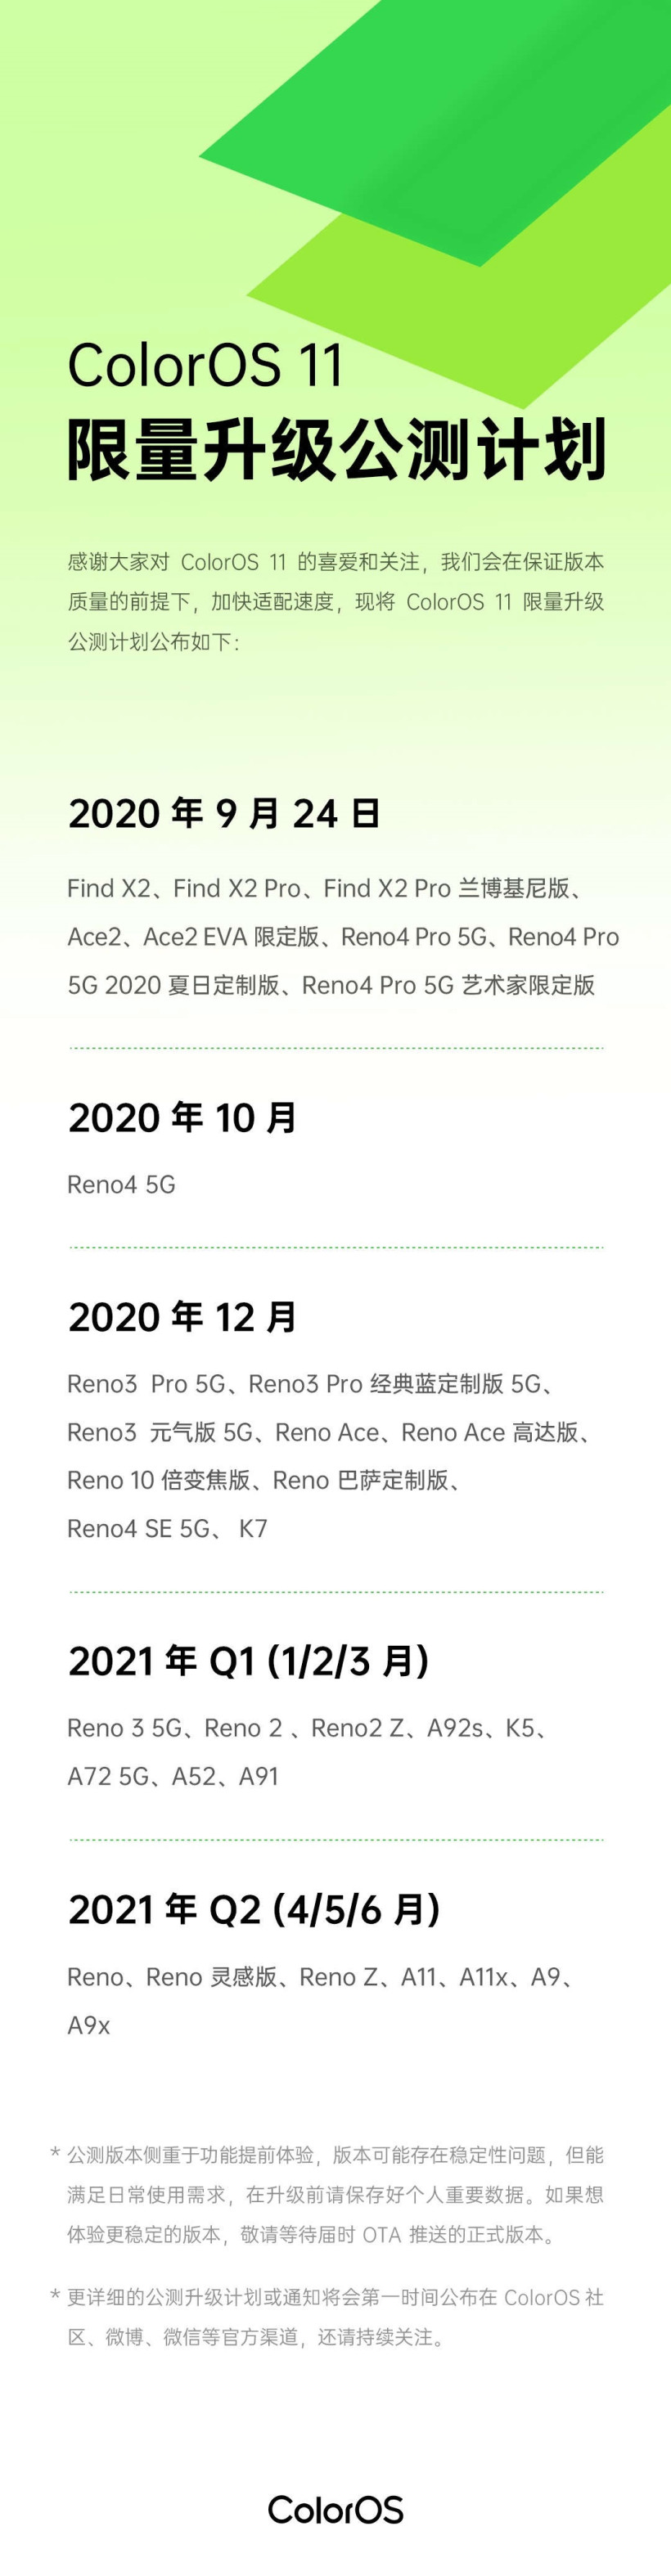 ColorOS 11
限量升级公测计划
感谢大家对 ColorOS 11 的喜爱和关注，我们会在保证版本
质量的前提下，加快适配速度，现将 ColorOS 11 限量升级
公测计划公布如下：
2020 年 9 月 24 日
Find X2、Find X2 Pro、Find X2 Pro 兰博基尼版、
Ace2、Ace2 EVA 限定版、Reno4 Pro 5G、Reno4 Pro
5G 2020 夏日定制版、Reno4 Pro 5G 艺术家限定版
2020 年 10 月
Reno4 5G
2020 年 12 月
Reno3 Pro 5G、Reno3 Pro 经典蓝定制版 5G、
Reno3 元气版 5G、Reno Ace、Reno Ace 高达版、
Reno 10 倍变焦版、Reno 巴萨定制版、
Reno4 SE 5G、 K7
2021 年 Q1 (1/2/3 月)
Reno 3 5G、Reno 2 、Reno2 Z、A92s、K5、
A72 5G、A52、A91
2021 年 Q2 (4/5/6 月)
Reno、Reno 灵感版、Reno Z、A11、A11x、A9、
A9x
* 公测版本侧重于功能提前体验，版本可能存在稳定性问题，但能
满足日常使用需求，在升级前请保存好个人重要数据。如果想
体验更稳定的版本，敬请等待届时 OTA 推送的正式版本。
* 更详细的公测升级计划或通知将会第一时间公布在 ColorOS 社
区、微博、微信等官方渠道，还请持续关注。
ColorOS